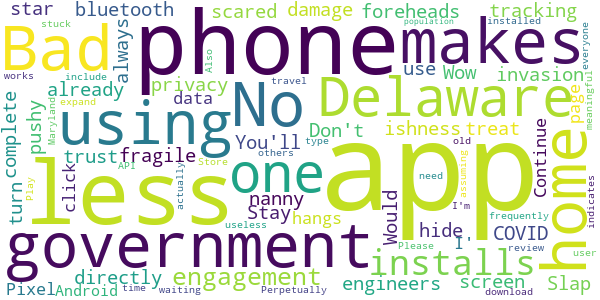 star bluetooth always scared damage foreheads tracking
stuck
Bad phone makes
population everyone installed
works include Also use Wow invasion
already privacy travel
complete pushy Maryland expand data using No Delaware page meaningful
You'll Don't ishness treat
trust fragile others type old
click API Store one less app home
turn Play nanny need assuming Continue
actually Stay Would I'm
government hangs hide I' COVID frequently indicates
directly useless Please review installs user
Pixel engagement engineers screen Slap
Android time waiting Perpetually download